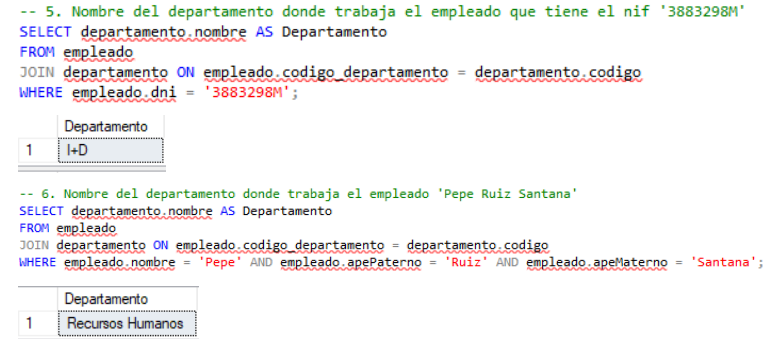 -- 5. Nombre del departamento donde trabaja el empleado que tiene el nif '3883298M'
SELECT departamento.nombre AS Departamento
FROM empleado
JOIN departamento ON empleado.codigo_departamento = departamento.codigo
WHERE empleado.dni = '3883298M';
Departamento
1 I+D
-- 6. Nombre del departamento donde trabaja el empleado 'Pepe Ruiz Santana'
SELECT departamento.nombre AS Departamento
FROM empleado
JOIN departamento ON empleado.codigo_departamento = departamento.codigo
WHERE empleado.nombre = 'Pepe' AND empleado.apePaterno = 'Ruiz' AND empleado.apeMaterno = 'Santana';
Departamento
1 Recursos Humanos